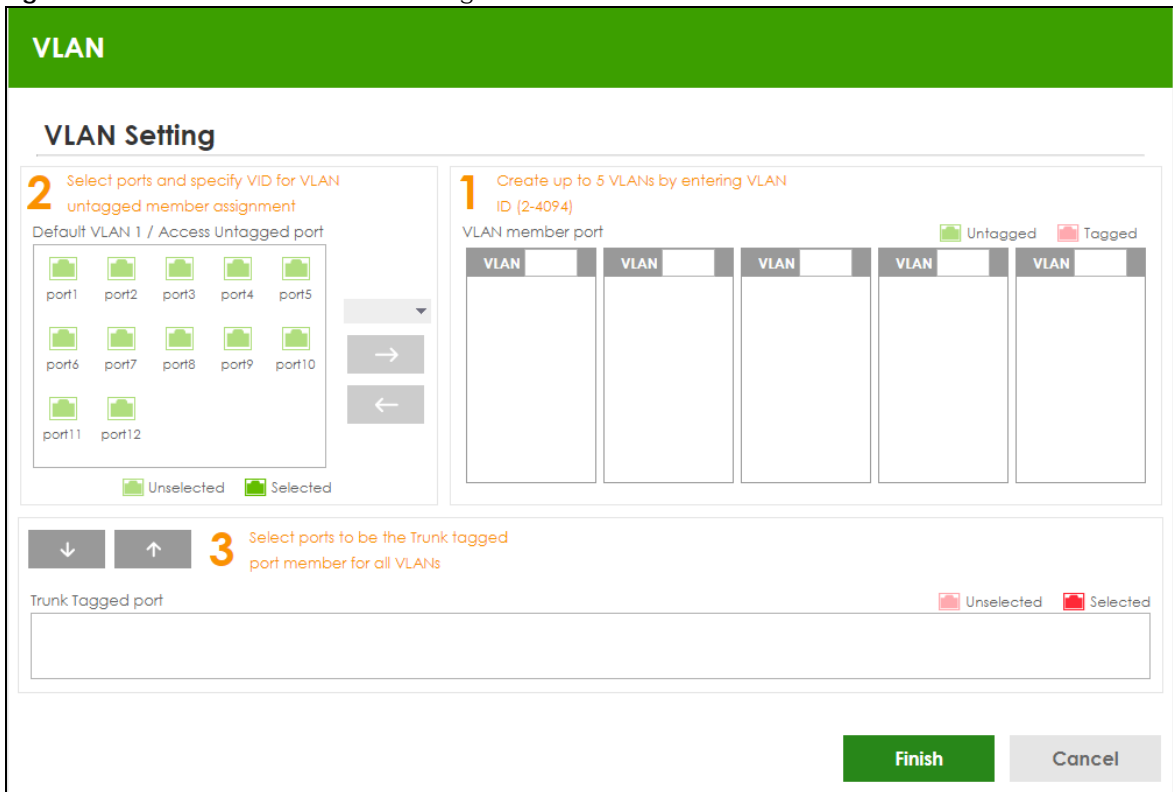 VLAN
VLAN Setting
2 Select ports and specify VID for VLAN
untagged member assignment
Default VLAN 1 / Access Untagged port
port1 port2 port3 port4 port5
port6 port7 port8 port9 port10
port11 port12
Unselected Selected
1 Create up to 5 VLANs by entering VLAN
ID (2-4094)
VLAN member port Untagged Tagged
VLAN VLAN VLAN VLAN VLAN
3 Select ports to be the Trunk tagged
port member for all VLANs
Trunk Tagged port Unselected Selected
Finish Cancel